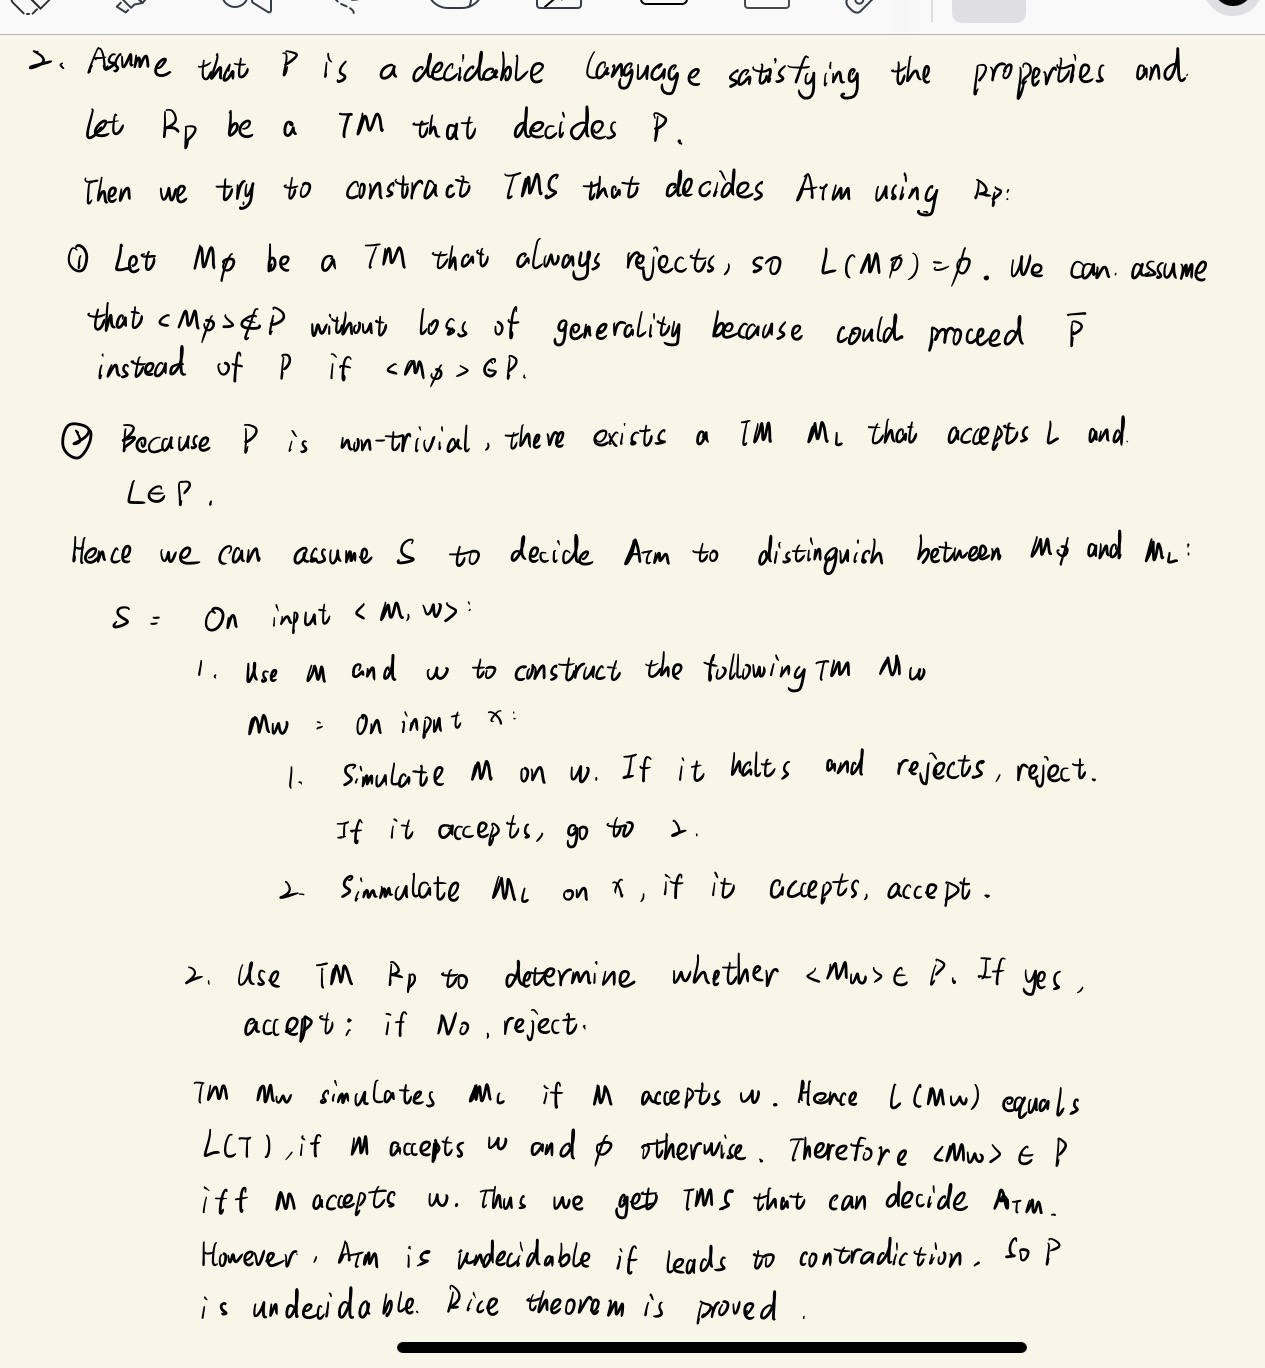 2. Assume that P is a decidable language satisfying the properties and
let Rp be a TM that decides P.
Then we try to constract TMS that decides ATM using Rp:
① Let Mø be a TM that always rejects, so L(Mø)=ø. We can assume
that <Mø>∉P without loss of generality because could proceed P̅
instead of P if <Mø>∈P.
② Because P is non-trivial, there exists a TM ML that accepts L and
L∈P.
Hence we can assume S to decide ATM to distinguish between Mø and ML:
S = On input <M, w>:
1. Use M and w to construct the following TM Mw
Mw = On input x:
1. Simulate M on w. If it halts and rejects, reject.
If it accepts, go to 2.
2. Simmulate ML on x, if it accepts, accept.
2. Use TM Rp to determine whether <Mw>∈ P. If yes,
accept; if No, reject.
TM Mw simulates ML if M accepts w. Hence L(Mw) equals
L(T), if M accepts w and ø otherwise. Therefore <Mw> ∈ P
iff M accepts w. Thus we get TMS that can decide ATM.
However, ATM is undecidable if leads to contradiction. So P
is undecidable. Rice theorem is proved.